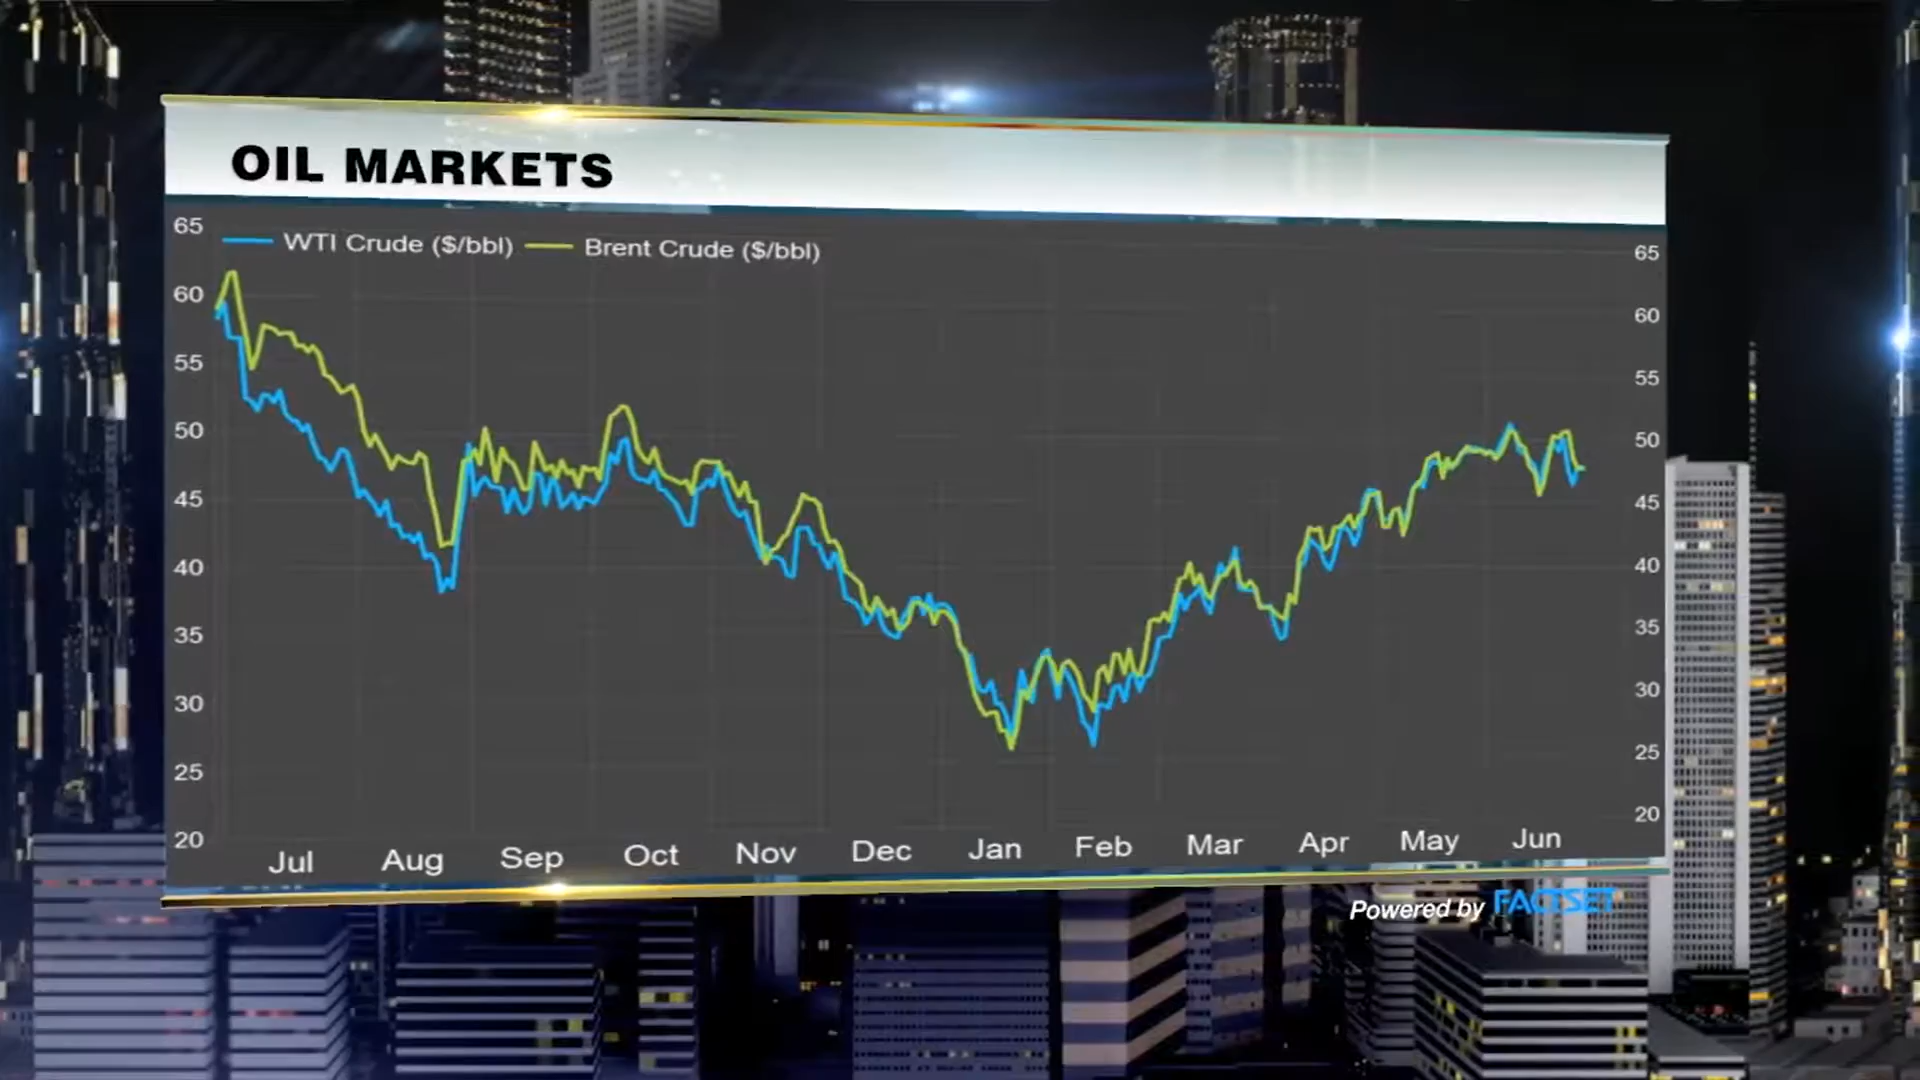 OIL MARKETS
WTI Crude ($/bbl) Brent Crude ($/bbl)
65 65
60 60
55 55
50 50
45 45
40 40
35 35
30 30
25 25
20 20
Jul Aug Sep Oct Nov Dec Jan Feb Mar Apr May Jun
Powered by FACTSET